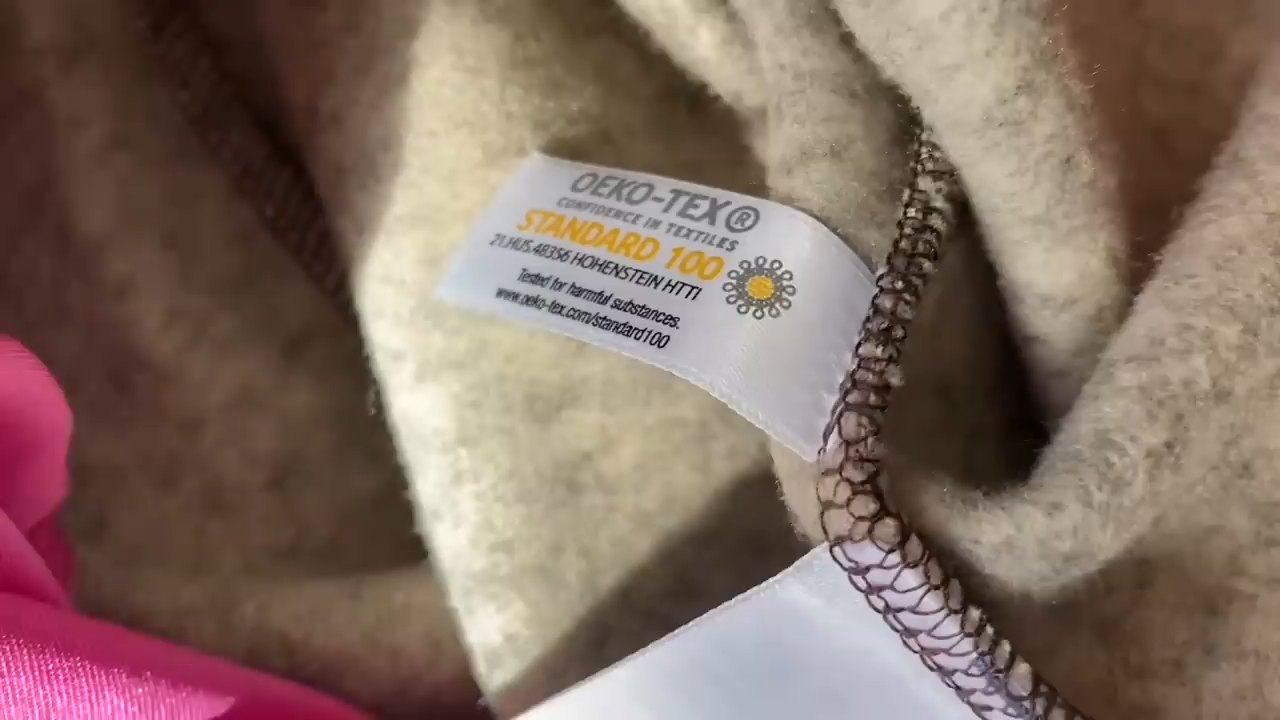 OEKO-TEX®
CONFIDENCE IN TEXTILES
STANDARD 100
21.HUS.48356 HOHENSTEIN HTTI
Tested for harmful substances.
www.oeko-tex.com/standard100